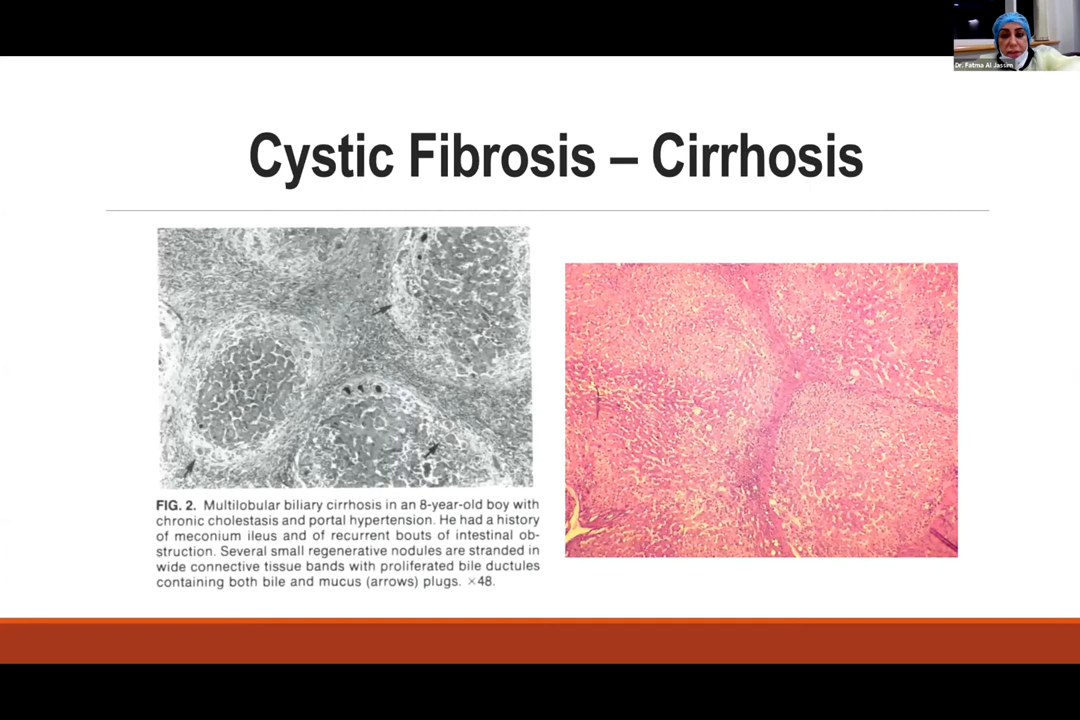 Dr. Fatma Al Jassim
Cystic Fibrosis – Cirrhosis
FIG. 2. Multilobular biliary cirrhosis in an 8-year-old boy with
chronic cholestasis and portal hypertension. He had a history
of meconium ileus and of recurrent bouts of intestinal ob-
struction. Several small regenerative nodules are stranded in
wide connective tissue bands with proliferated bile ductules
containing both bile and mucus (arrows) plugs. ×48.